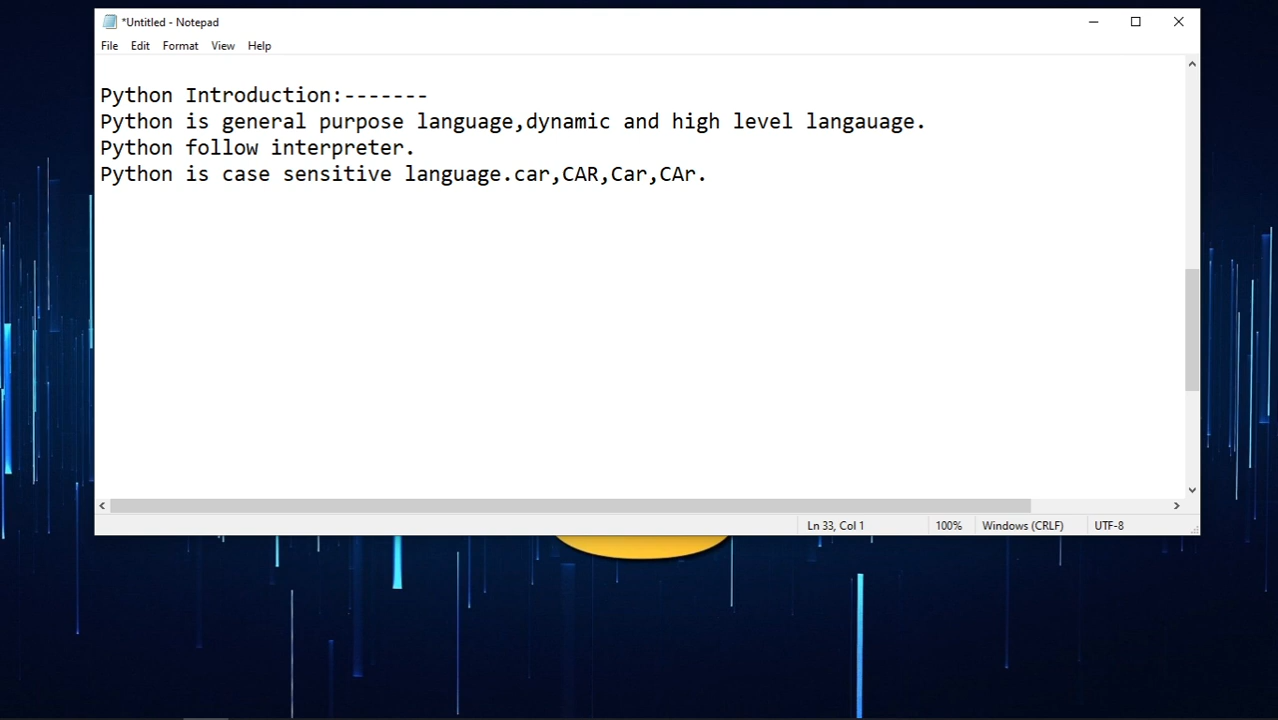 *Untitled - Notepad
File Edit Format View Help
Python Introduction:-------
Python is general purpose language,dynamic and high level langauage.
Python follow interpreter.
Python is case sensitive language.car,CAR,Car,CAr.
Ln 33, Col 1 100% Windows (CRLF) UTF-8